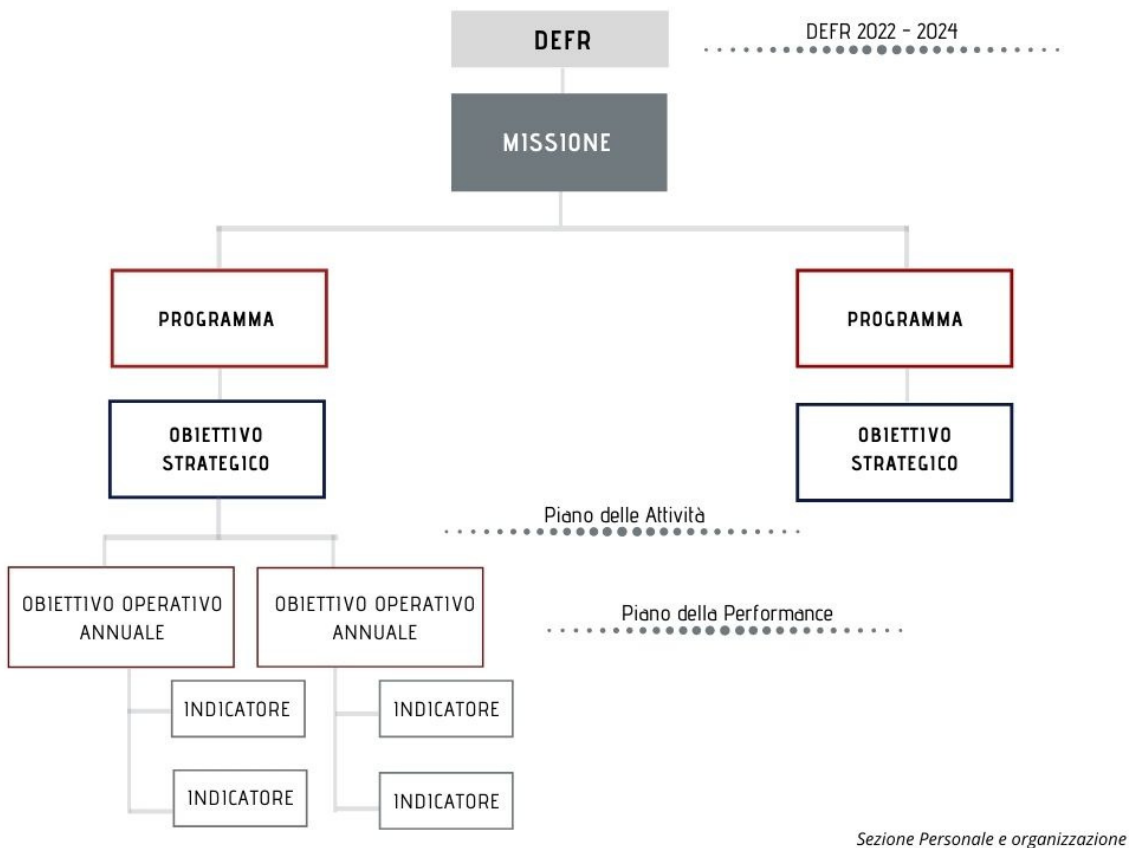 DEFR
DEFR 2022 - 2024
MISSIONE
PROGRAMMA
PROGRAMMA
OBIETTIVO
STRATEGICO
OBIETTIVO
STRATEGICO
Piano delle Attività
OBIETTIVO OPERATIVO
ANNUALE
OBIETTIVO OPERATIVO
ANNUALE
Piano della Performance
INDICATORE
INDICATORE
INDICATORE
INDICATORE
Sezione Personale e organizzazione